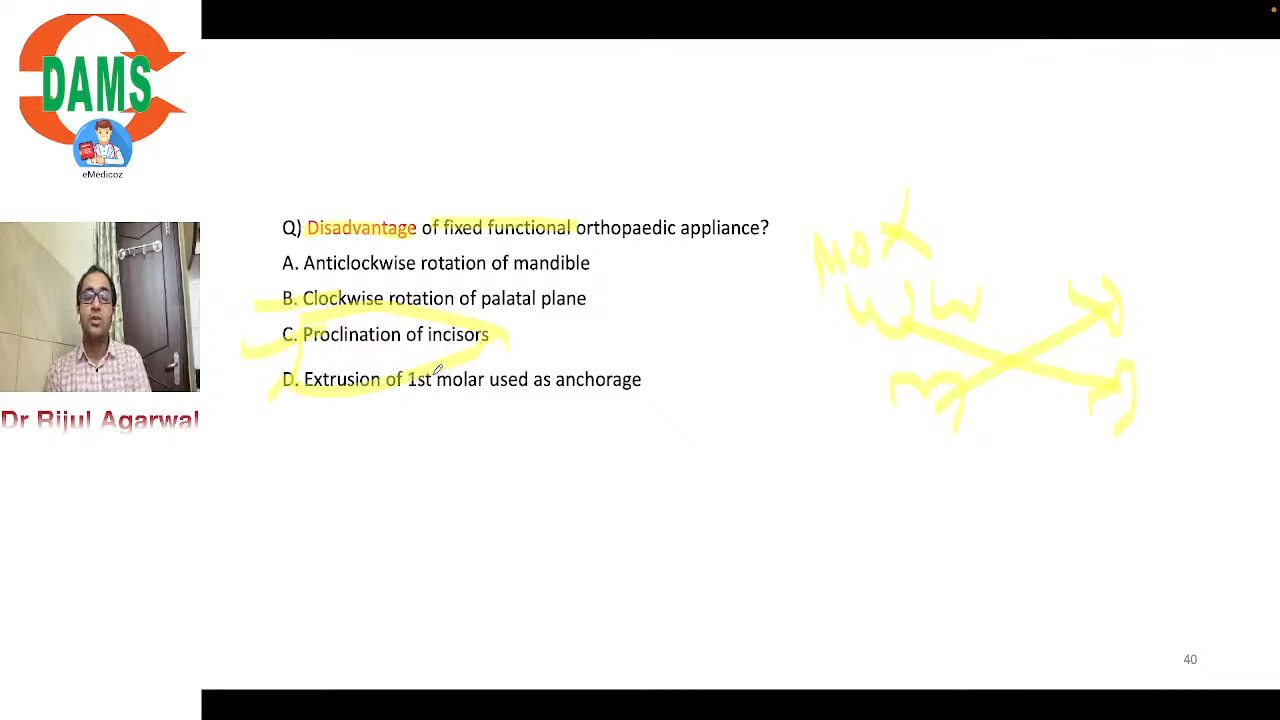 DAMS
eMedicoz
Q) Disadvantage of fixed functional orthopaedic appliance?
A. Anticlockwise rotation of mandible
B. Clockwise rotation of palatal plane
C. Proclination of incisors
D. Extrusion of 1st molar used as anchorage
Dr Rijul Agarwal
40